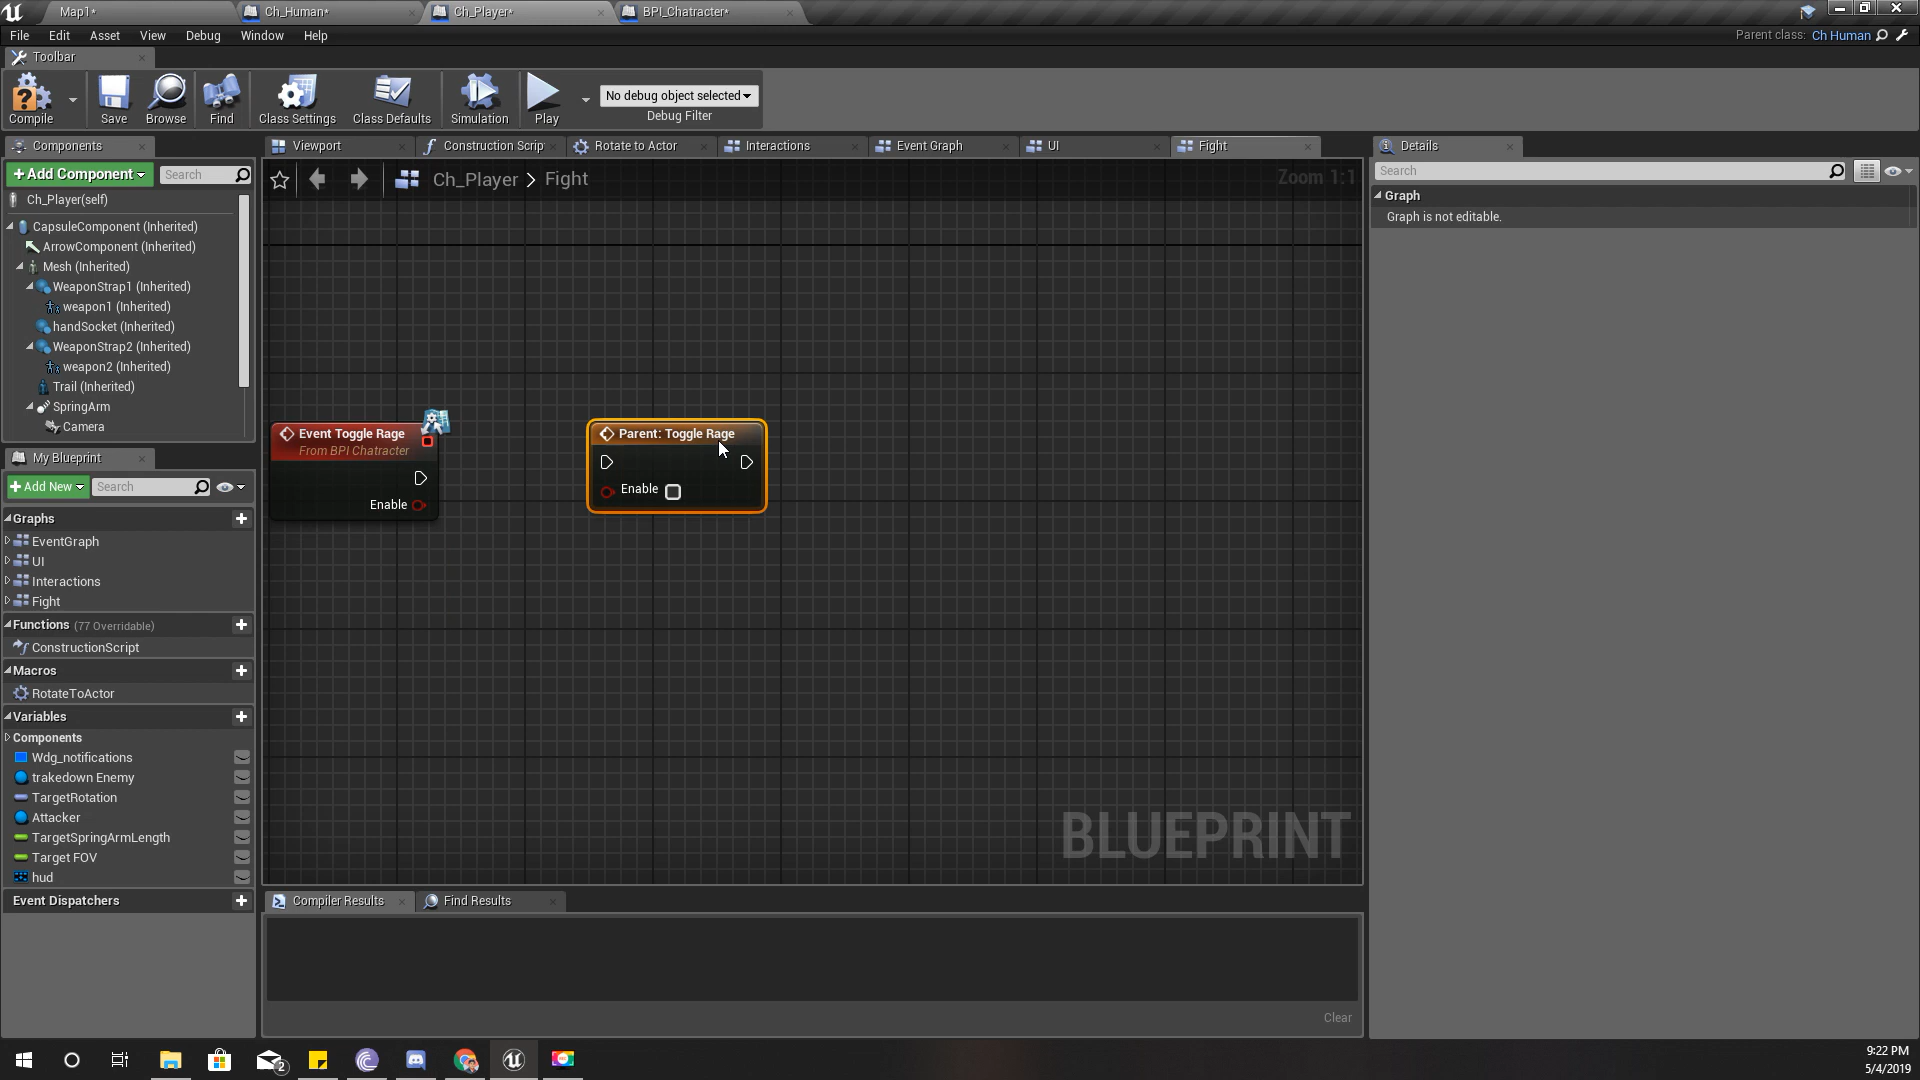 Map1*
Ch_Human*
Ch_Player*
BPI_Chatracter*
File Edit Asset View Debug Window Help
Parent class: Ch Human
Toolbar
Compile
Save
Browse
Find
Class Settings
Class Defaults
Simulation
Play
No debug object selected
Debug Filter
Components
Add Component
Search
Ch_Player(self)
CapsuleComponent (Inherited)
ArrowComponent (Inherited)
Mesh (Inherited)
WeaponStrap1 (Inherited)
weapon1 (Inherited)
handSocket (Inherited)
WeaponStrap2 (Inherited)
weapon2 (Inherited)
Trail (Inherited)
SpringArm
Camera
My Blueprint
Add New
Search
Graphs
EventGraph
UI
Interactions
Fight
Functions (77 Overridable)
ConstructionScript
Macros
RotateToActor
Variables
Components
Wdg_notifications
trakedown Enemy
TargetRotation
Attacker
TargetSpringArmLength
Target FOV
hud
Event Dispatchers
Viewport
Construction Scrip
Rotate to Actor
Interactions
Event Graph
UI
Fight
Ch_Player > Fight
Zoom 1:1
Event Toggle Rage
From BPI Chatracter
Enable
Parent: Toggle Rage
Enable
BLUEPRINT
Compiler Results
Find Results
Clear
Details
Search
Graph
Graph is not editable.
2
9:22 PM
5/4/2019